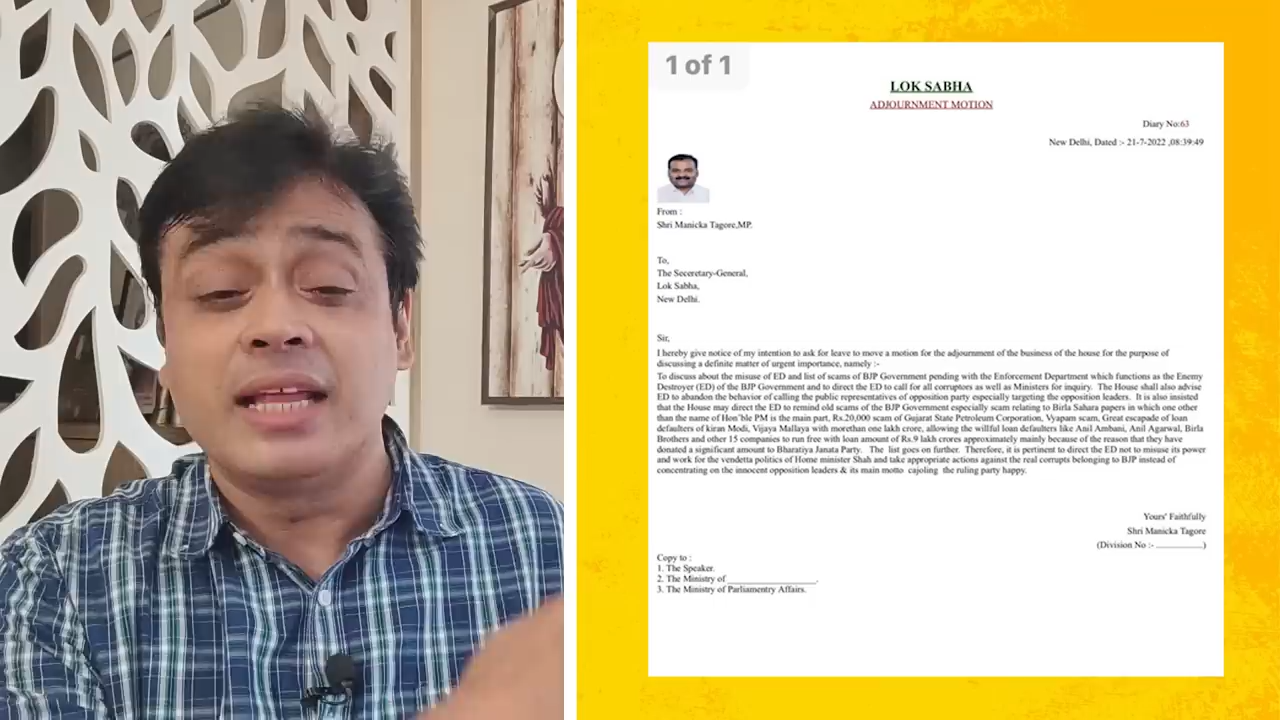 1 of 1
LOK SABHA
ADJOURNMENT MOTION
Diary No:63
New Delhi, Dated :- 21-7-2022 ,08:39:49
From :
Shri Manicka Tagore,MP.
To,
The Seceretary-General,
Lok Sabha,
New Delhi.
Sir,
I hereby give notice of my intention to ask for leave to move a motion for the adjournment of the business of the house for the purpose of
discussing a definite matter of urgent importance, namely :-
To discuss about the misuse of ED and list of scams of BJP Government pending with the Enforcement Department which functions as the Enemy
Destroyer (ED) of the BJP Government and to direct the ED to call for all corruptors as well as Ministers for inquiry. The House shall also advise
ED to abandon the behavior of calling the public representatives of opposition party especially targeting the opposition leaders. It is also insisted
that the House may direct the ED to remind old scams of the BJP Government especially scam relating to Birla Sahara papers in which one other
than the name of Hon`ble PM is the main part, Rs.20,000 scam of Gujarat State Petroleum Corporation, Vyapam scam, Great escapade of loan
defaulters of kiran Modi, Vijaya Mallaya with morethan one lakh crore, allowing the willful loan defaulters like Anil Ambani, Anil Agarwal, Birla
Brothers and other 15 companies to run free with loan amount of Rs.9 lakh crores approximately mainly because of the reason that they have
donated a significant amount to Bharatiya Janata Party. The list goes on further. Therefore, it is pertinent to direct the ED not to misuse its power
and work for the vendetta politics of Home minister Shah and take appropriate actions against the real corrupts belonging to BJP instead of
concentrating on the innocent opposition leaders & its main motto cajoling the ruling party happy.
Yours' Faithfully
Shri Manicka Tagore
(Division No :- ..................)
Copy to :
1. The Speaker.
2. The Ministry of ____________________.
3. The Ministry of Parliamentry Affairs.